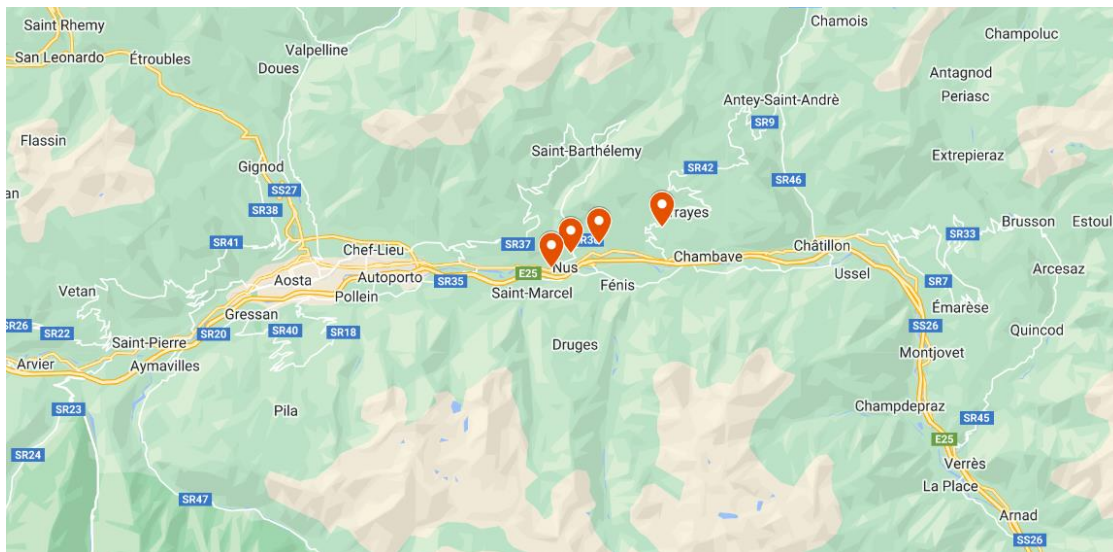 Saint Rhemy
San Leonardo
Étroubles
Valpelline
Doues
Chamois
Champoluc
Antagnod
Periasc
Antey-Saint-Andrè
SR9
Flassin
Saint-Barthélemy
Extrepieraz
Gignod
SS27
SR42
SR46
an
SR38
Brusson
Estoul
rayes
SR41
Chef-Lieu
SR37
SR33
Châtillon
Chambave
Arcesaz
Aosta
Autoporto
SR35
E25
Nus
Ussel
SR7
Vetan
Pollein
Saint-Marcel
Fénis
Émarèse
Gressan
SR26
SR22
SR20
SR40
SR18
SS26
Quincod
Saint-Pierre
Druges
Montjovet
Arvier
Aymavilles
SR23
Pila
Champdepraz
SR45
SR24
E25
Verrès
La Place
SR47
Arnad
SS26